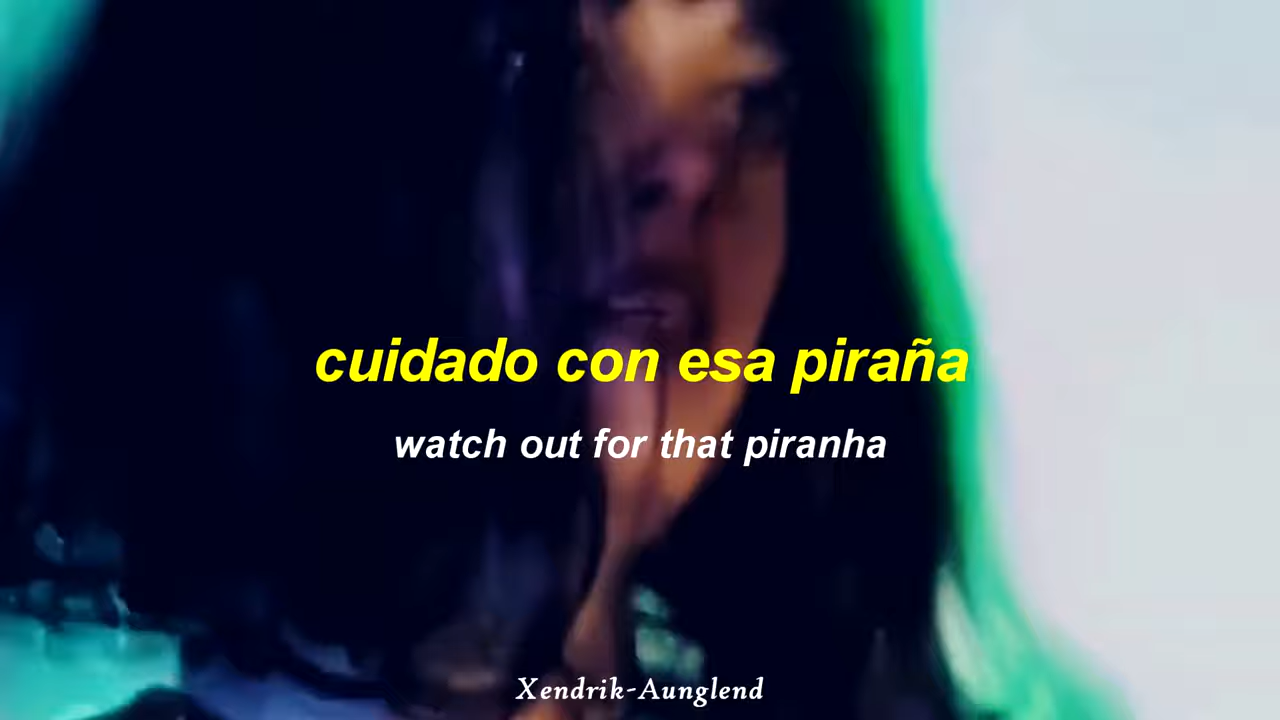 cuidado con esa piraña
watch out for that piranha
Xendrik-Aunglend